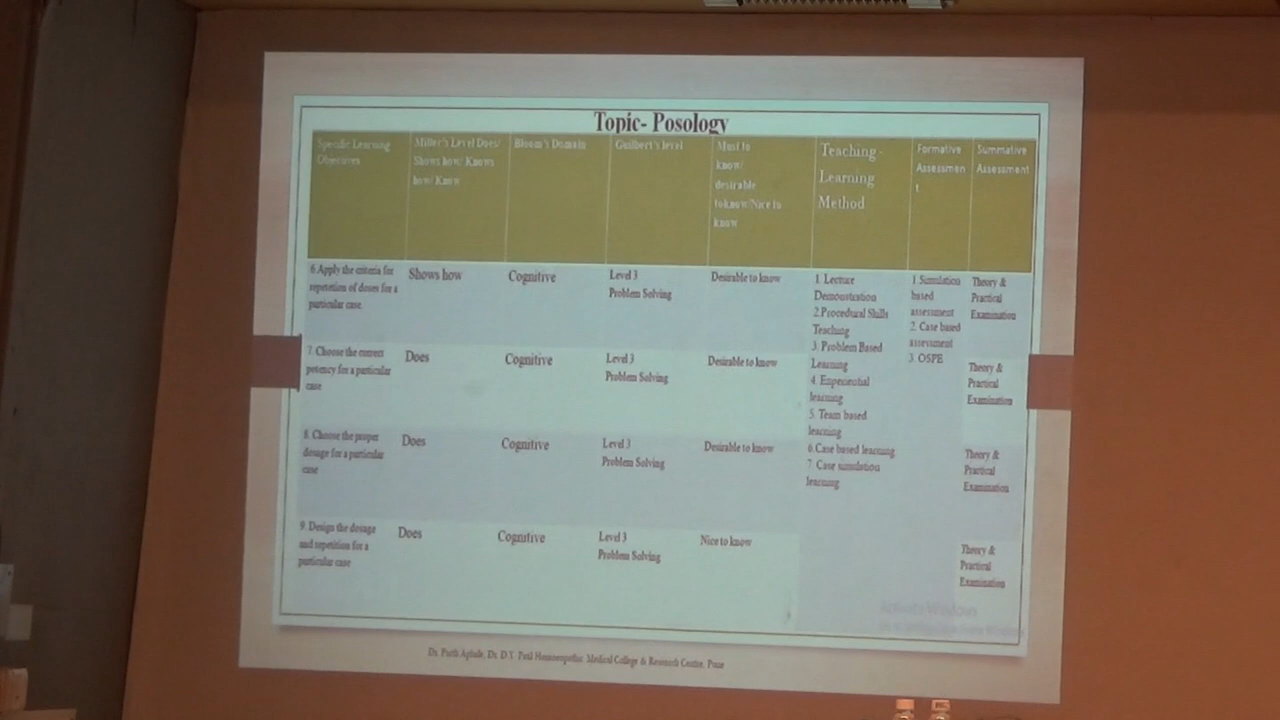 Topic- Posology
Specific Learning
Objectives
Miller's Level Does/
Shows how/ Knows
how/ Know
Bloom's Domain
Guilbert's level
Must to
know/
desirable
toknow/Nice to
know
Teaching -
Learning
Method
Formative
Assessmen
t
Summative
Assessment
6.Apply the criteria for
repetition of doses for a
particular case.
Shows how
Cognitive
Level 3
Problem Solving
Desirable to know
1. Lecture
Demonstration
2.Procedural Skills
Teaching
3. Problem Based
Learning
4. Experiential
learning
5. Team based
learning
6.Case based learning
7. Case simulation
learning
1.Simulation
based
assessment
2. Case based
assessment
3. OSPE
Theory &
Practical
Examination
7. Choose the correct
potency for a particular
case
Does
Cognitive
Level 3
Problem Solving
Desirable to know
Theory &
Practical
Examination
8. Choose the proper
dosage for a particular
case
Does
Cognitive
Level 3
Problem Solving
Desirable to know
Theory &
Practical
Examination
9. Design the dosage
and repetition for a
particular case
Does
Cognitive
Level 3
Problem Solving
Nice to know
Theory &
Practical
Examination
Activate Windows
Dr. Parth Aphale, Dr. D.Y. Patil Homoeopathic Medical College & Research Centre, Pune